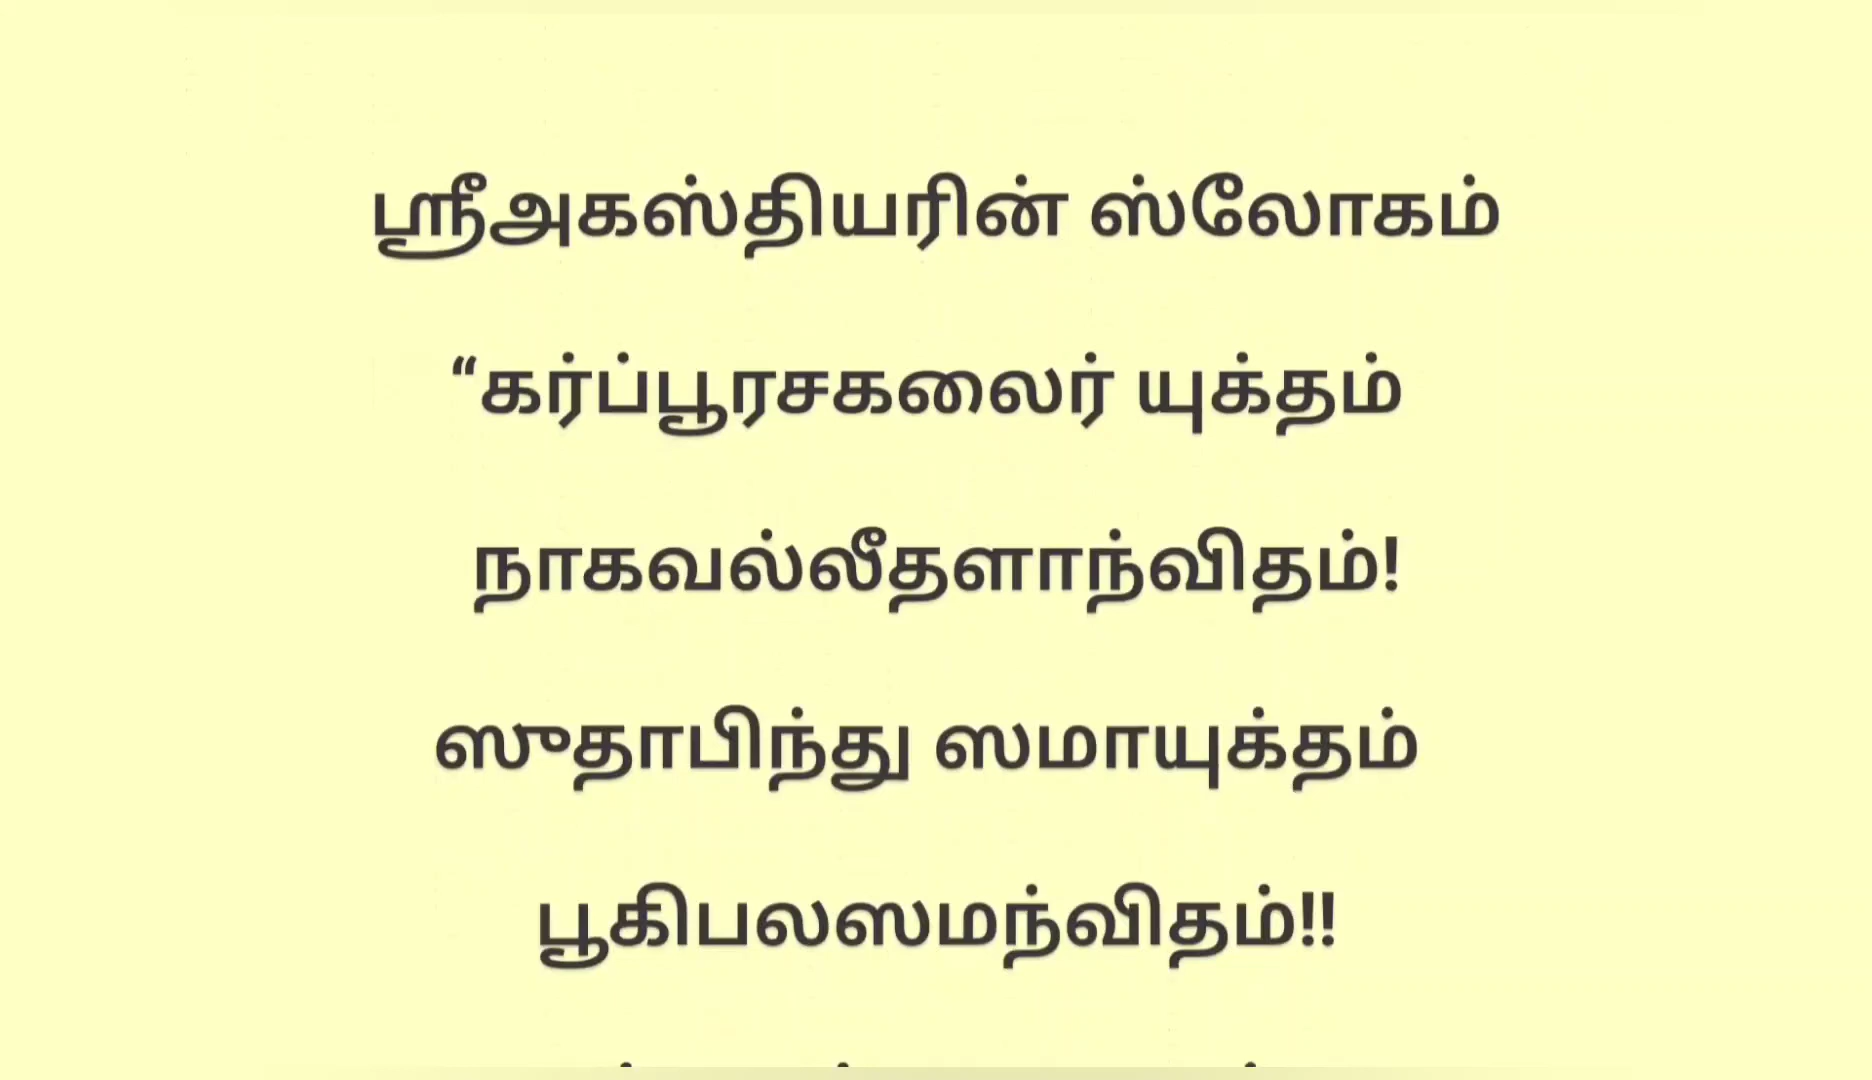 ஸ்ரீஅகஸ்தியரின் ஸ்லோகம்
“கர்ப்பூரசகலைர் யுக்தம்
நாகவல்லீதளாந்விதம்!
ஸுதாபிந்து ஸமாயுக்தம்
பூகிபலஸமந்விதம்!!